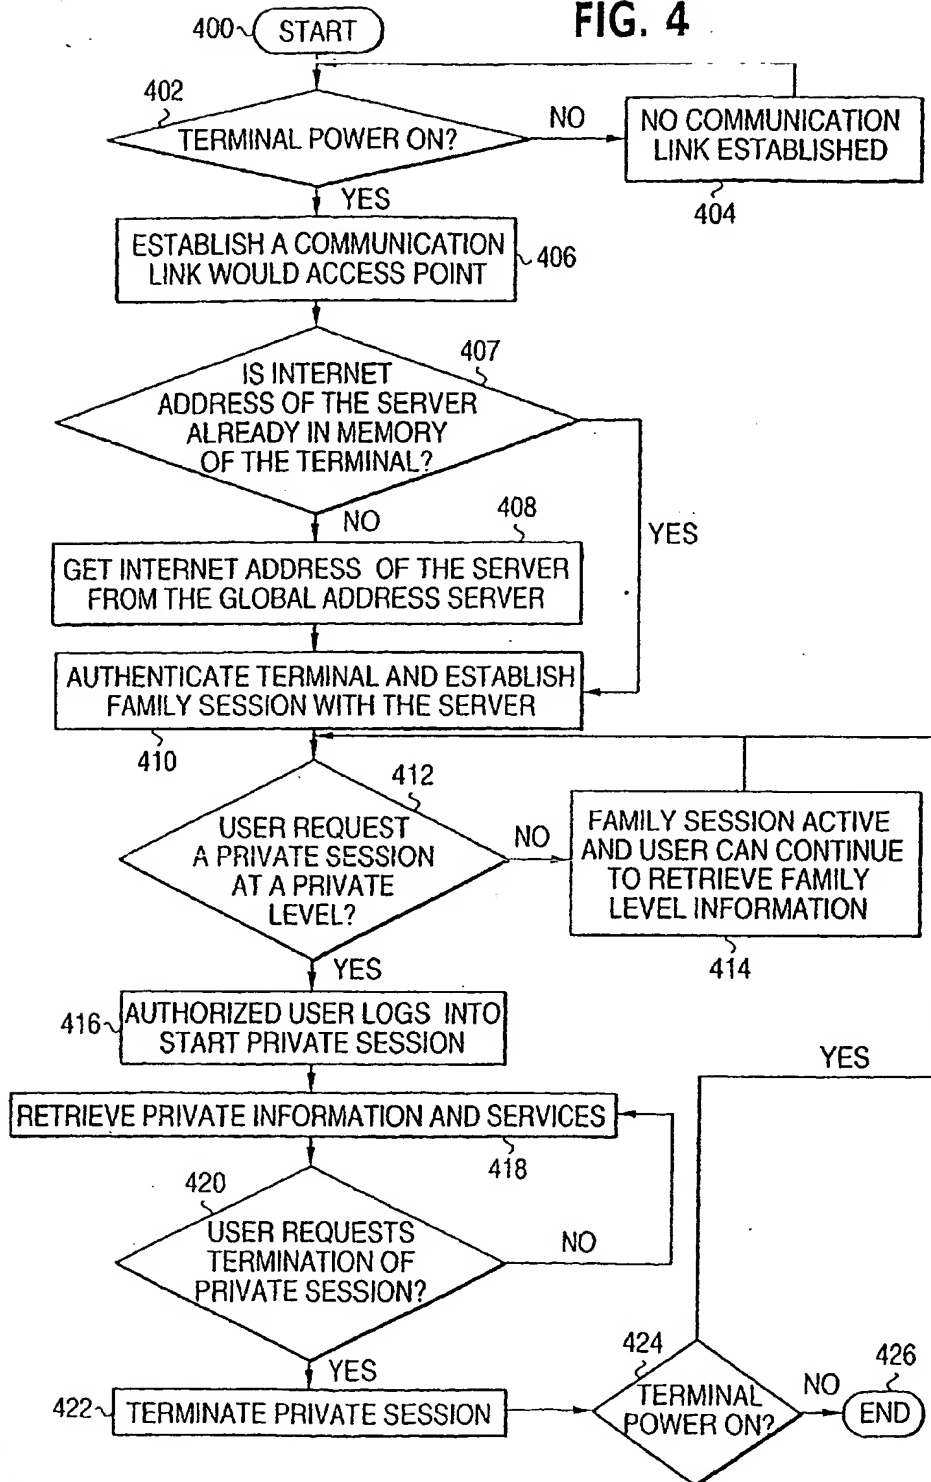 FIG. 4
400
START
402
TERMINAL POWER ON?
NO
NO COMMUNICATION
LINK ESTABLISHED
404
YES
ESTABLISH A COMMUNICATION
LINK WOULD ACCESS POINT
406
407
IS INTERNET
ADDRESS OF THE SERVER
ALREADY IN MEMORY
OF THE TERMINAL?
NO
YES
408
GET INTERNET ADDRESS OF THE SERVER
FROM THE GLOBAL ADDRESS SERVER
AUTHENTICATE TERMINAL AND ESTABLISH
FAMILY SESSION WITH THE SERVER
410
412
USER REQUEST
A PRIVATE SESSION
AT A PRIVATE
LEVEL?
NO
FAMILY SESSION ACTIVE
AND USER CAN CONTINUE
TO RETRIEVE FAMILY
LEVEL INFORMATION
414
YES
416
AUTHORIZED USER LOGS INTO
START PRIVATE SESSION
YES
RETRIEVE PRIVATE INFORMATION AND SERVICES
418
420
USER REQUESTS
TERMINATION OF
PRIVATE SESSION?
NO
YES
422
TERMINATE PRIVATE SESSION
424
TERMINAL
POWER ON?
NO
426
END